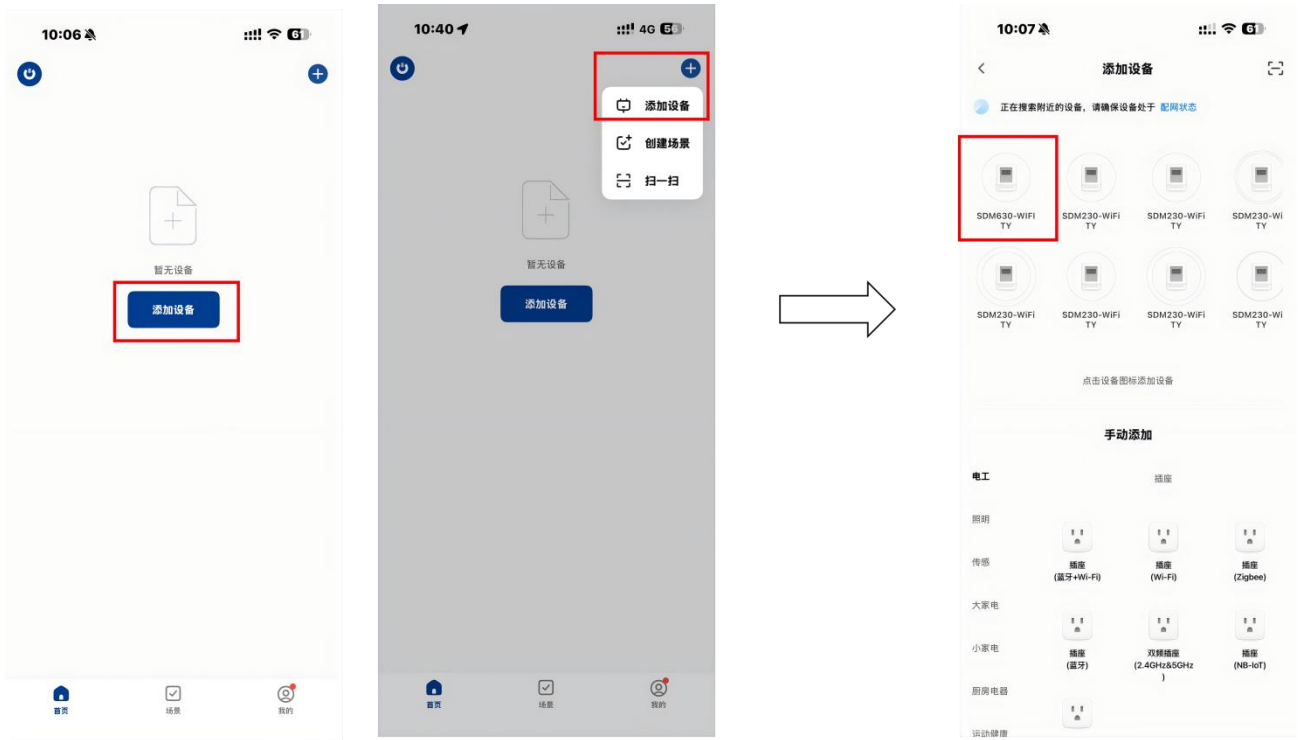 10:06
6
暂无设备
添加设备
首页
场景
我的
10:40
4G
添加设备
创建场景
扫一扫
暂无设备
添加设备
首页
场景
我的
10:07
添加设备
正在搜索附近的设备，请确保设备处于 配网状态
SDM630-WIFI
TY
SDM230-WiFi
TY
SDM230-WiFi
TY
SDM230-Wi
TY
SDM230-WiFi
TY
SDM230-WiFi
TY
SDM230-WiFi
TY
SDM230-Wi
TY
点击设备图标添加设备
手动添加
电工
照明
传感
大家电
小家电
厨房电器
运动健康
插座
插座
(蓝牙+Wi-Fi)
插座
(Wi-Fi)
插座
(Zigbee)
插座
(蓝牙)
双频插座
(2.4GHz&5GHz
)
插座
(NB-IoT)